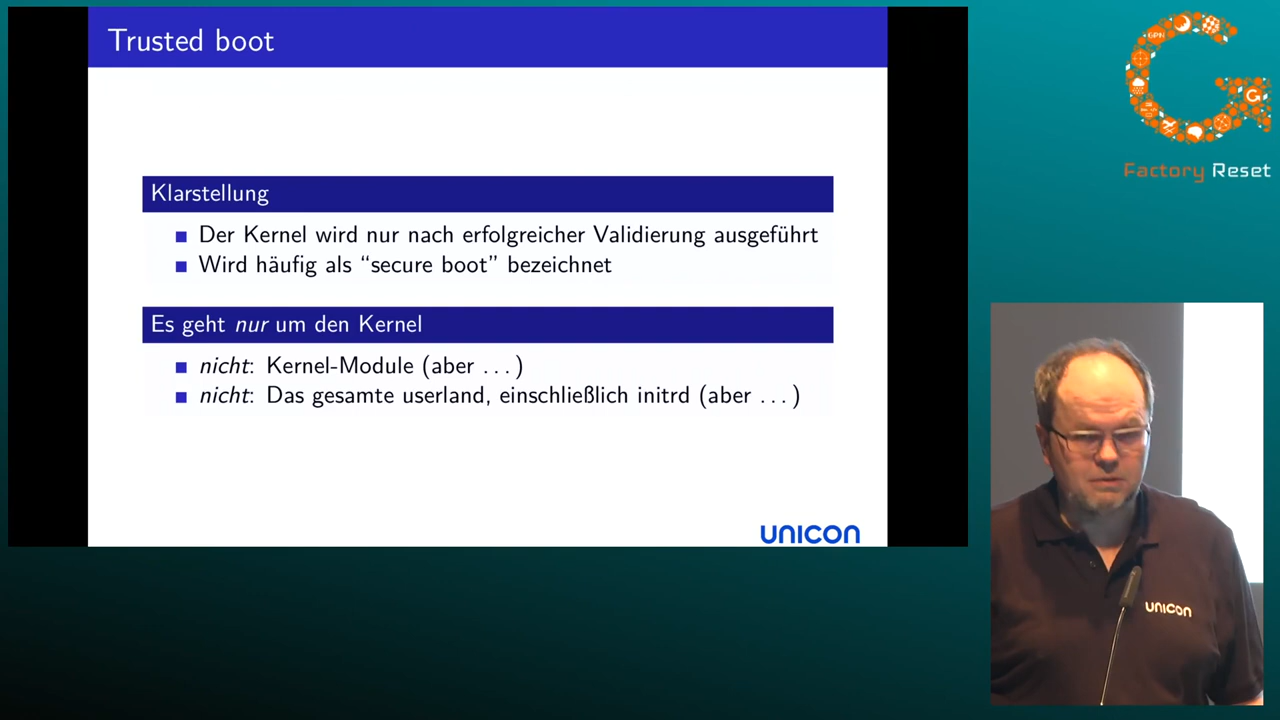 Trusted boot
Klarstellung
Der Kernel wird nur nach erfolgreicher Validierung ausgeführt
Wird häufig als “secure boot” bezeichnet
Es geht nur um den Kernel
nicht: Kernel-Module (aber ...)
nicht: Das gesamte userland, einschließlich initrd (aber ...)
UNICON
GPN
G
Factory Reset
UNICON